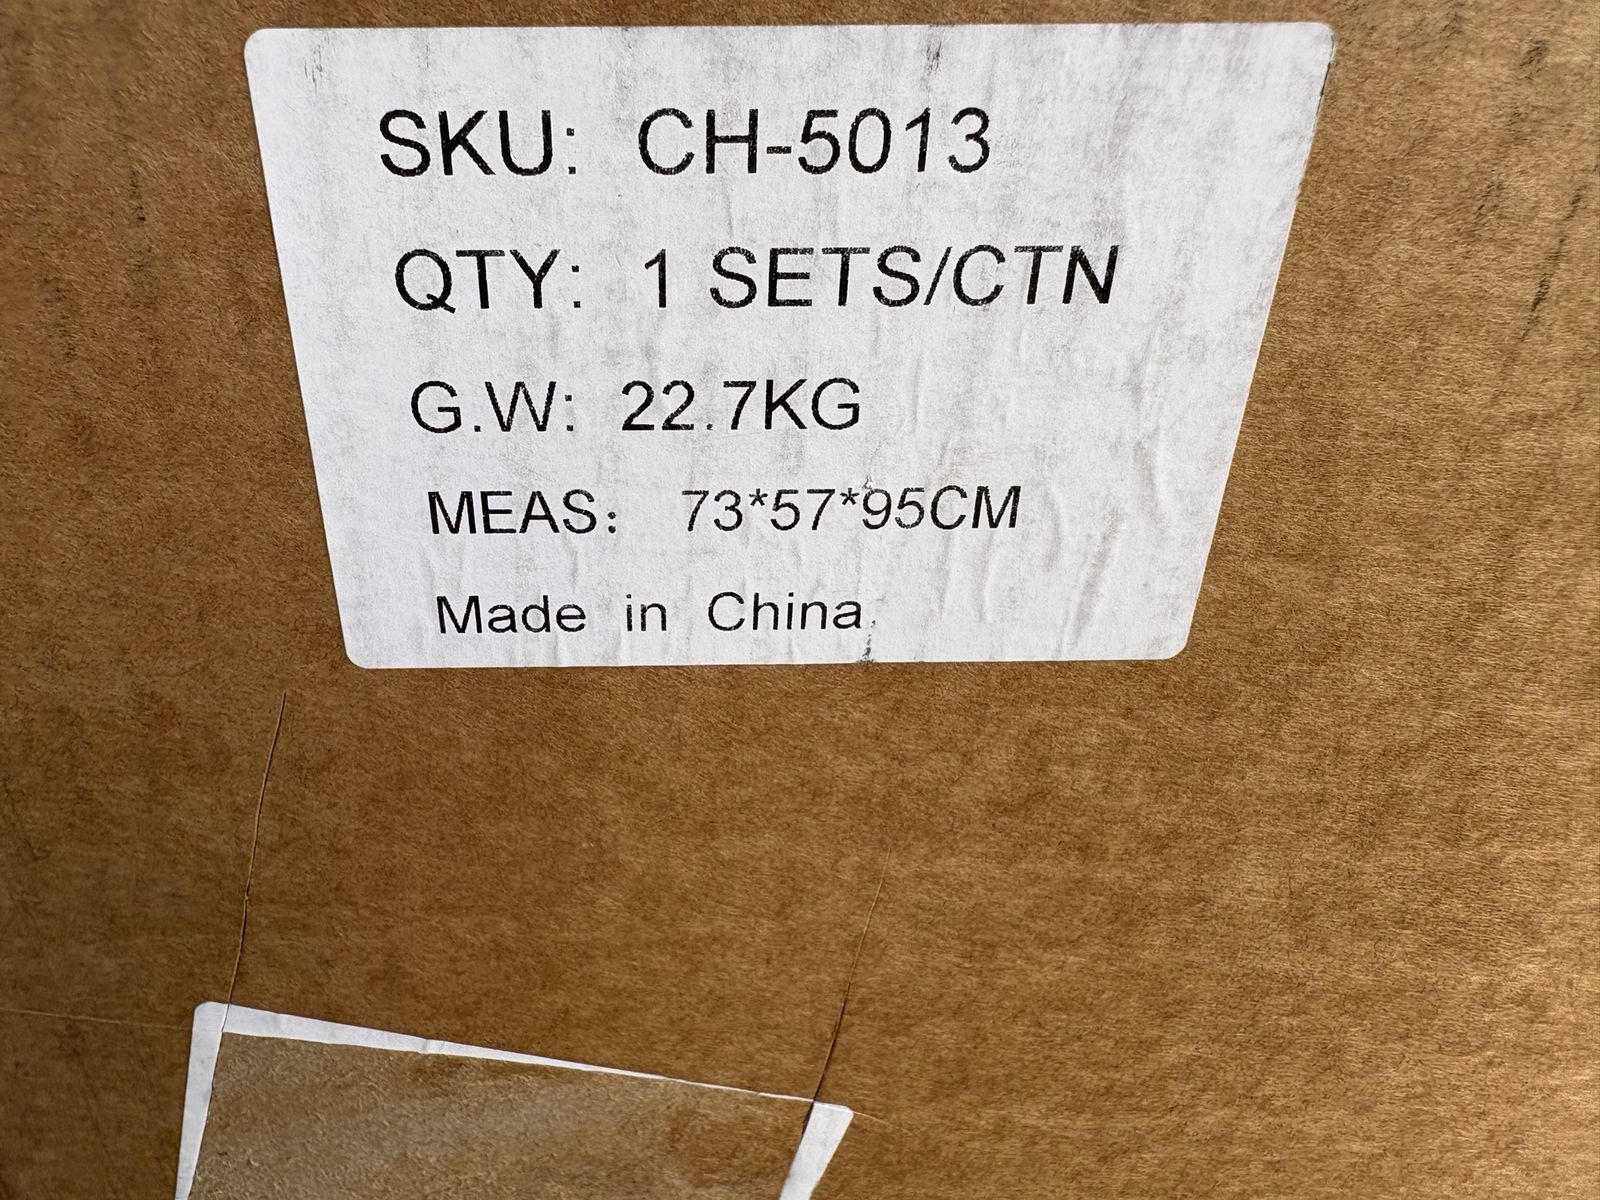 SKU: CH-5013
QTY: 1 SETS/CTN
G.W: 22.7KG
MEAS: 73*57*95CM
Made in China